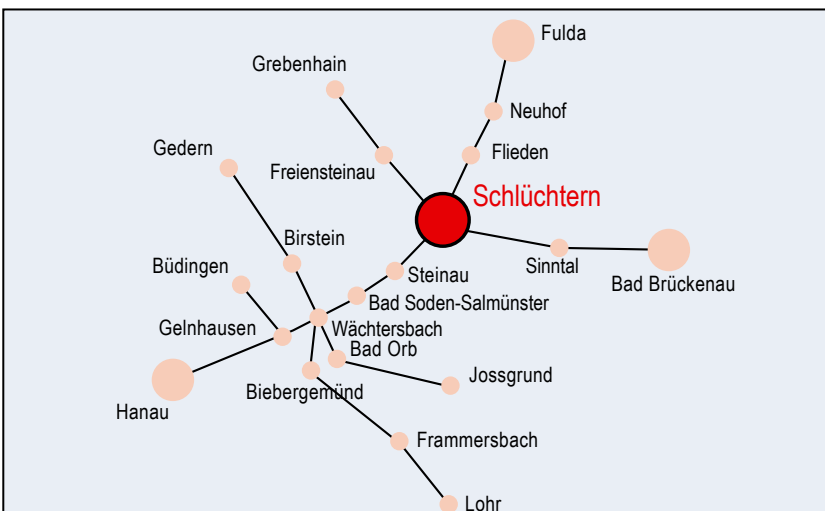 Fulda
Grebenhain
Neuhof
Gedern
Flieden
Freiensteinau
Schlüchtern
Birstein
Sinntal
Büdingen
Steinau
Bad Brückenau
Bad Soden-Salmünster
Gelnhausen
Wächtersbach
Bad Orb
Jossgrund
Biebergemünd
Hanau
Frammersbach
Lohr